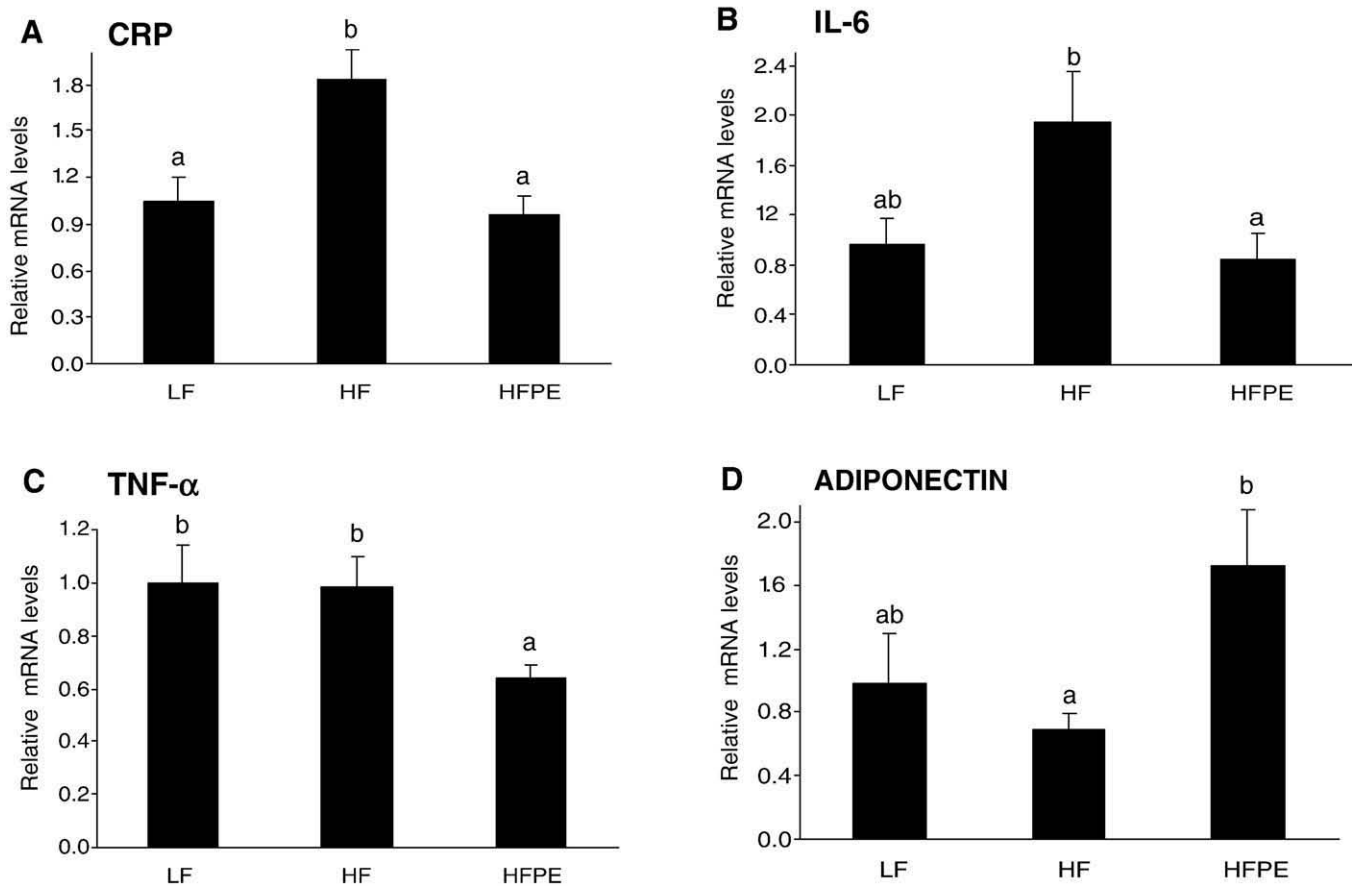 A CRP
Relative mRNA levels
1.8
1.5
1.2
0.9
0.6
0.3
0.0
a
b
a
LF HF HFPE
B IL-6
Relative mRNA levels
2.4
2.0
1.6
12
0.8
0.4
0.0
ab
b
a
LF HF HFPE
C TNF-α
Relative mRNA levels
1.2
1.0
0.8
0.6
0.4
0.2
0.0
b
b
a
LF HF HFPE
D ADIPONECTIN
Relative mRNA levels
2.0
1.6
1.2
0.8
0.4
0.0
ab
a
b
LF HF HFPE